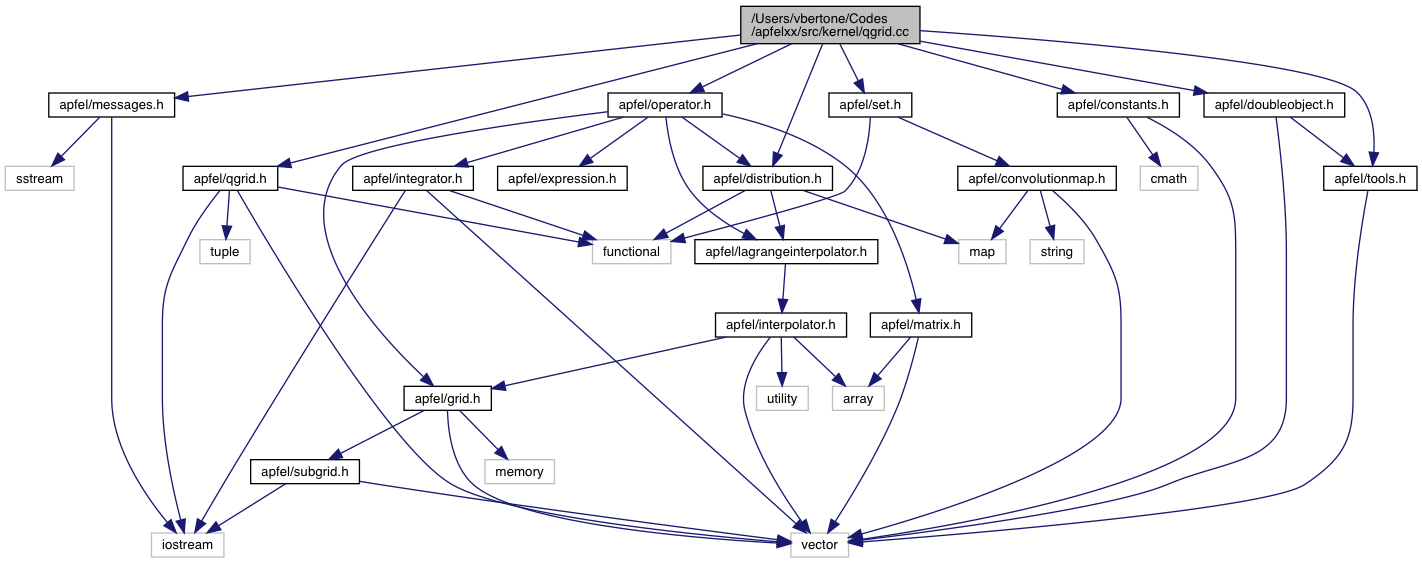 /Users/vbertone/Codes
/apfelxx/src/kernel/qgrid.cc
apfel/messages.h
apfel/operator.h
apfel/set.h
apfel/constants.h
apfel/doubleobject.h
sstream
apfel/qgrid.h
apfel/integrator.h
apfel/expression.h
apfel/distribution.h
apfel/convolutionmap.h
cmath
apfel/tools.h
tuple
functional
apfel/lagrangeinterpolator.h
map
string
apfel/interpolator.h
apfel/matrix.h
apfel/grid.h
utility
array
apfel/subgrid.h
memory
iostream
vector